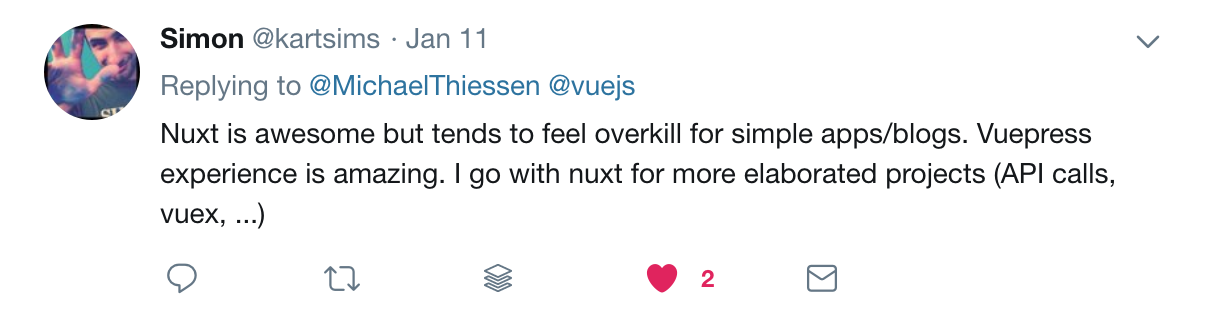 Simon @kartsims · Jan 11
Replying to @MichaelThiessen @vuejs
Nuxt is awesome but tends to feel overkill for simple apps/blogs. Vuepress
experience is amazing. I go with nuxt for more elaborated projects (API calls,
vuex, ...)
2